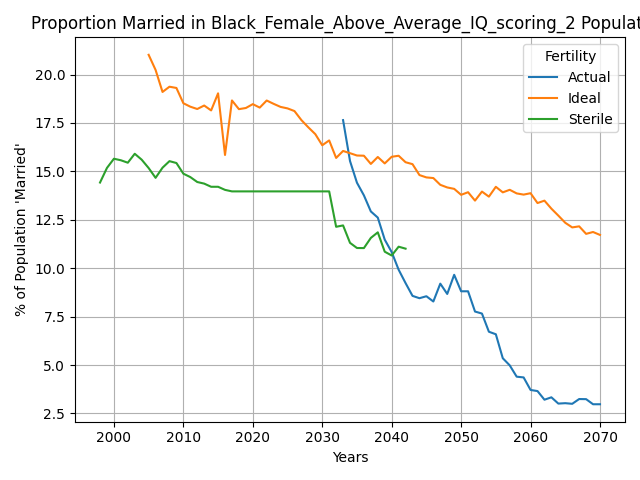 Proportion Married in Black_Female_Above_Average_IQ_scoring_2 Populat
Fertility
Actual
Ideal
Sterile
% of Population 'Married'
20.0
17.5
15.0
12.5
10.0
7.5
5.0
2.5
2000 2010 2020 2030 2040 2050 2060 2070
Years